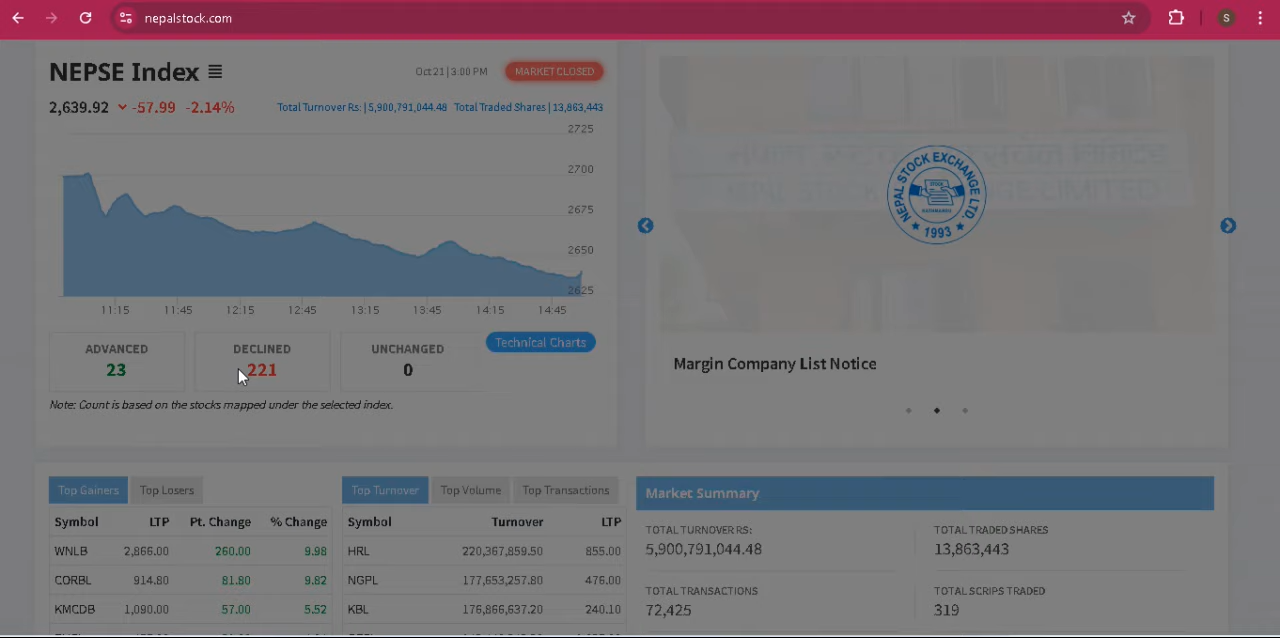 nepalstock.com
S
NEPSE Index
Oct 21 | 3:00 PM
MARKET CLOSED
2,639.92 -57.99 -2.14%
Total Turnover Rs: | 5,900,791,044.48 Total Traded Shares | 13,863,443
2725
2700
2675
2650
2625
11:15 11:45 12:15 12:45 13:15 13:45 14:15 14:45
ADVANCED
23
DECLINED
221
UNCHANGED
0
Technical Charts
Note: Count is based on the stocks mapped under the selected index.
NEPAL STOCK EXCHANGE LTD.
1993
Margin Company List Notice
Top Gainers Top Losers
Symbol LTP Pt. Change % Change
WNLB 2,866.00 260.00 9.98
CORBL 914.80 81.80 9.82
KMCDB 1,090.00 57.00 5.52
Top Turnover Top Volume Top Transactions
Symbol Turnover LTP
HRL 220,367,859.50 855.00
NGPL 177,653,257.80 476.00
KBL 176,866,637.20 240.10
Market Summary
TOTAL TURNOVER RS:
5,900,791,044.48
TOTAL TRADED SHARES
13,863,443
TOTAL TRANSACTIONS
72,425
TOTAL SCRIPS TRADED
319